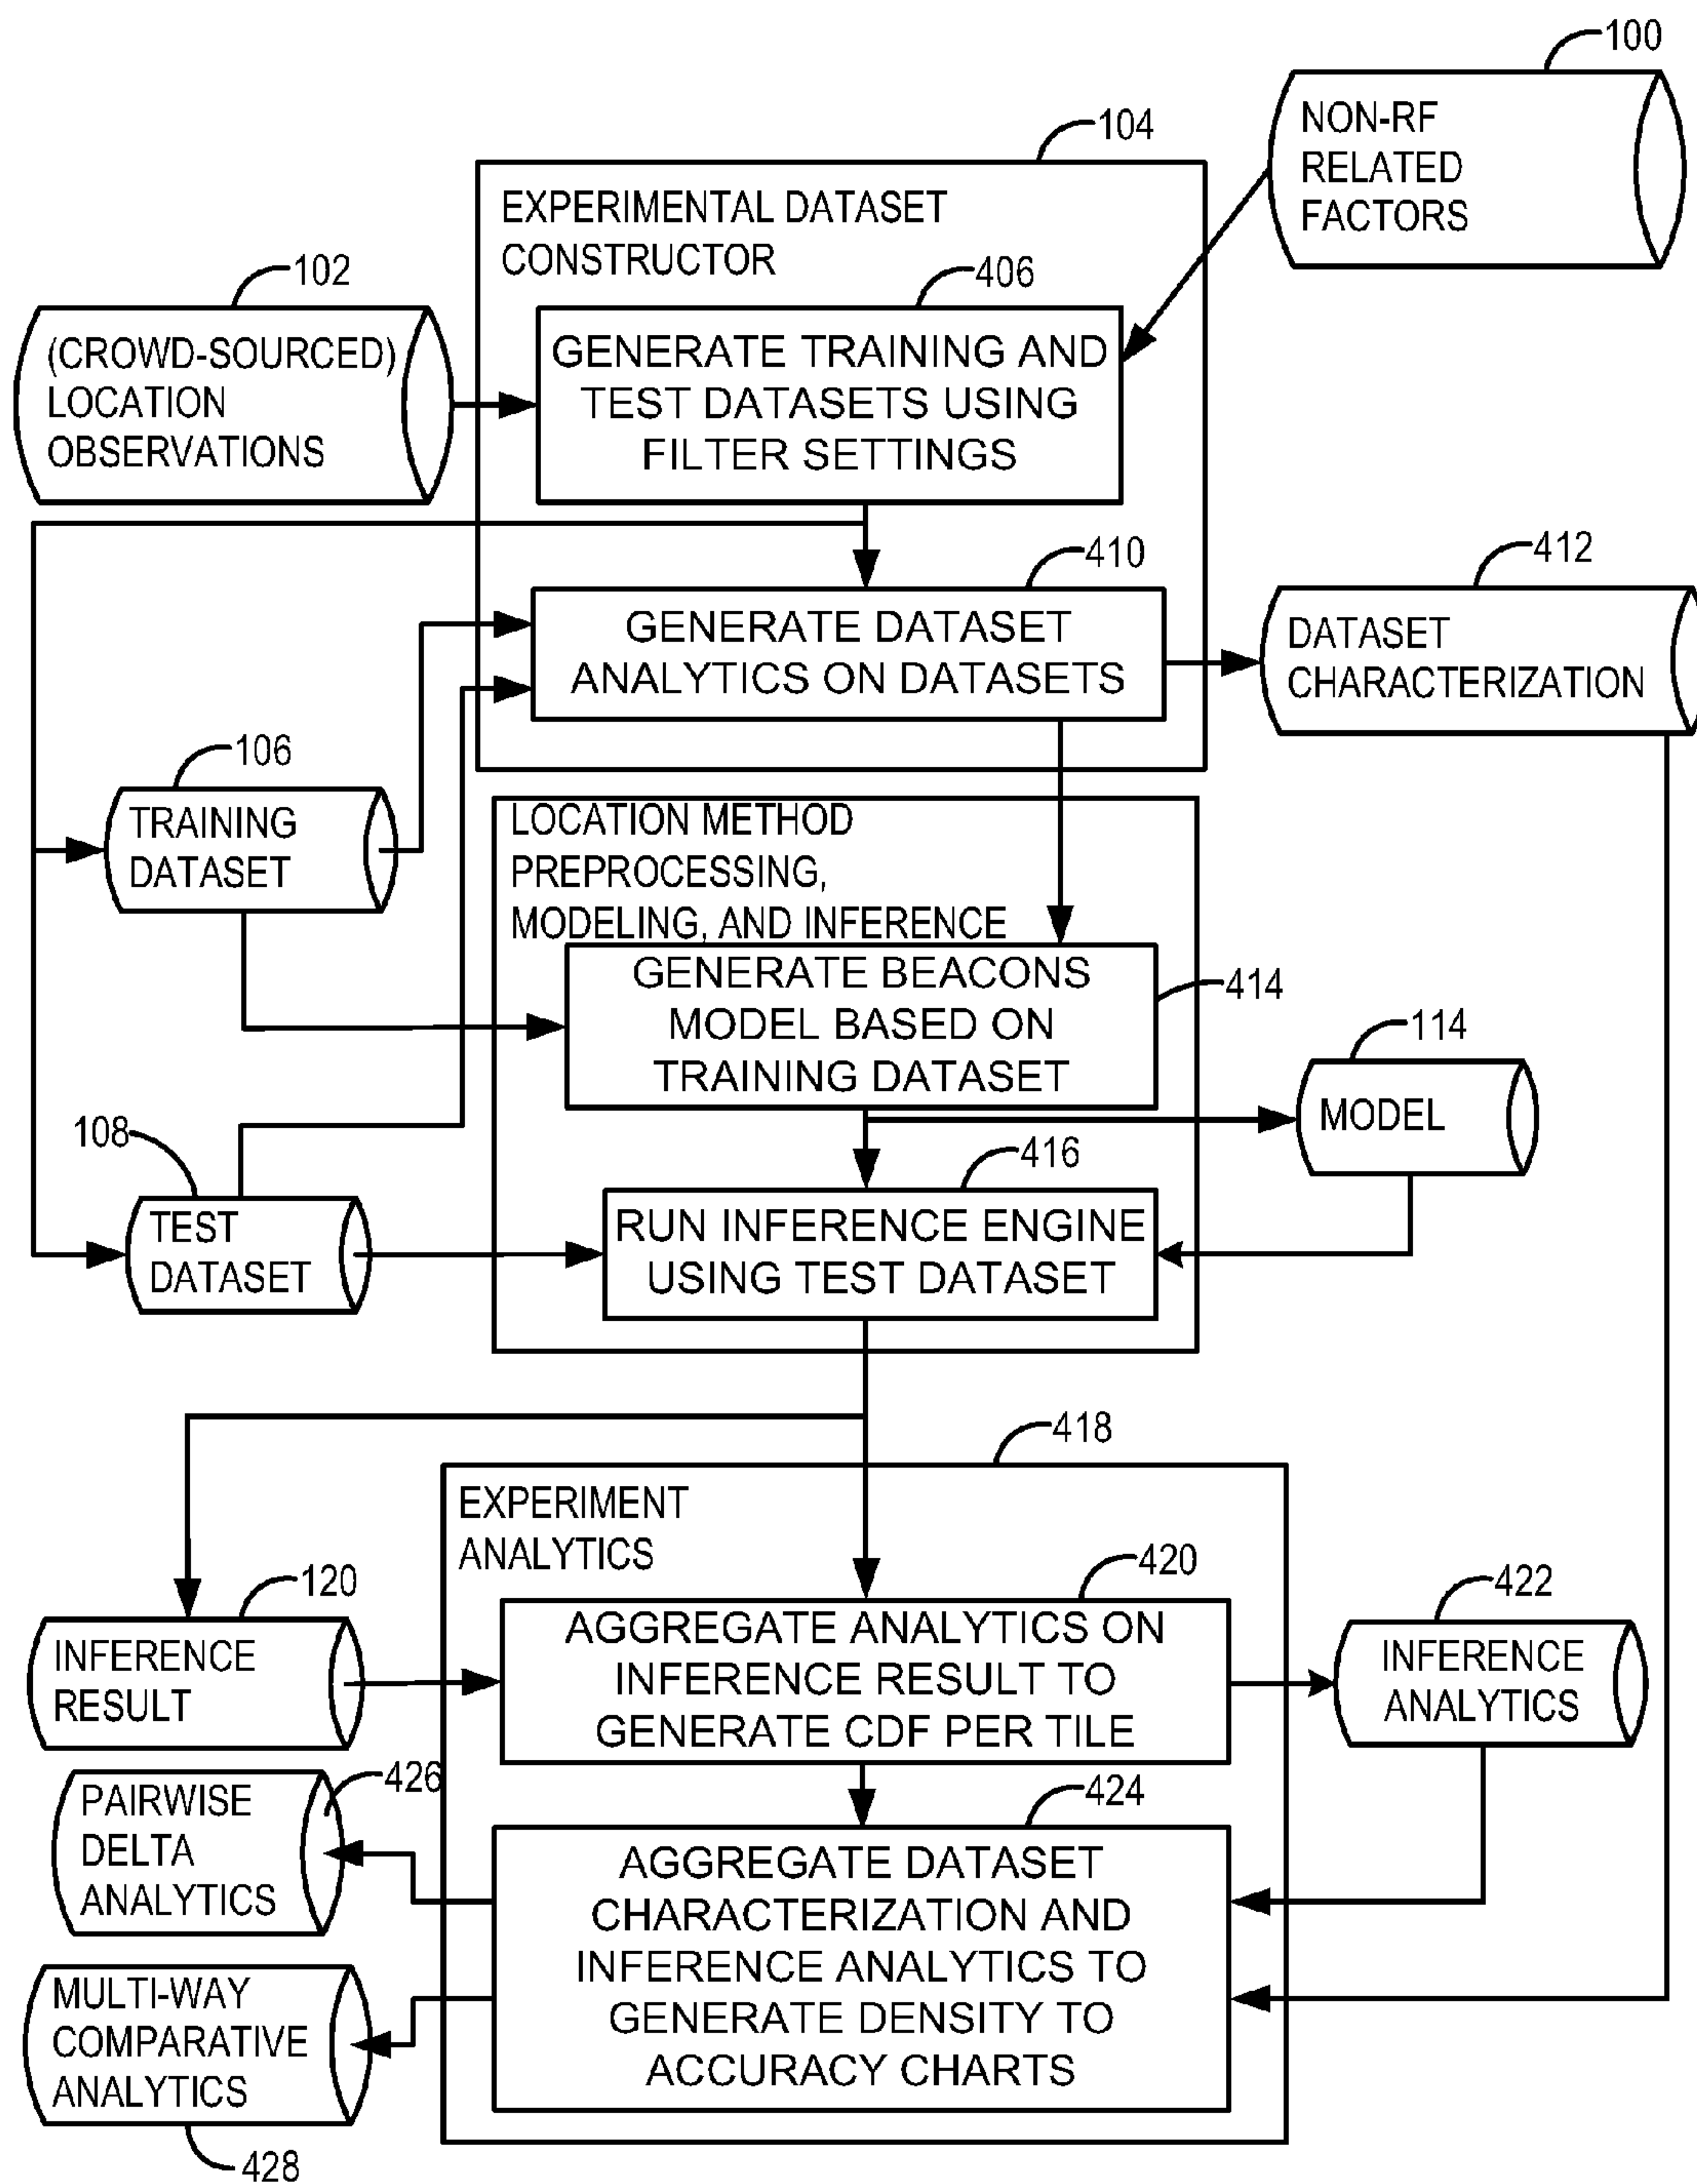 100
NON-RF
RELATED
FACTORS
104
EXPERIMENTAL DATASET
CONSTRUCTOR
102
(CROWD-SOURCED)
LOCATION
OBSERVATIONS
406
GENERATE TRAINING AND
TEST DATASETS USING
FILTER SETTINGS
410
GENERATE DATASET
ANALYTICS ON DATASETS
412
DATASET
CHARACTERIZATION
106
TRAINING
DATASET
LOCATION METHOD
PREPROCESSING,
MODELING, AND INFERENCE
GENERATE BEACONS
MODEL BASED ON
TRAINING DATASET
414
114
MODEL
108
TEST
DATASET
416
RUN INFERENCE ENGINE
USING TEST DATASET
418
EXPERIMENT
ANALYTICS
120
INFERENCE
RESULT
420
AGGREGATE ANALYTICS ON
INFERENCE RESULT TO
GENERATE CDF PER TILE
422
INFERENCE
ANALYTICS
426
PAIRWISE
DELTA
ANALYTICS
424
AGGREGATE DATASET
CHARACTERIZATION AND
INFERENCE ANALYTICS TO
GENERATE DENSITY TO
ACCURACY CHARTS
MULTI-WAY
COMPARATIVE
ANALYTICS
428